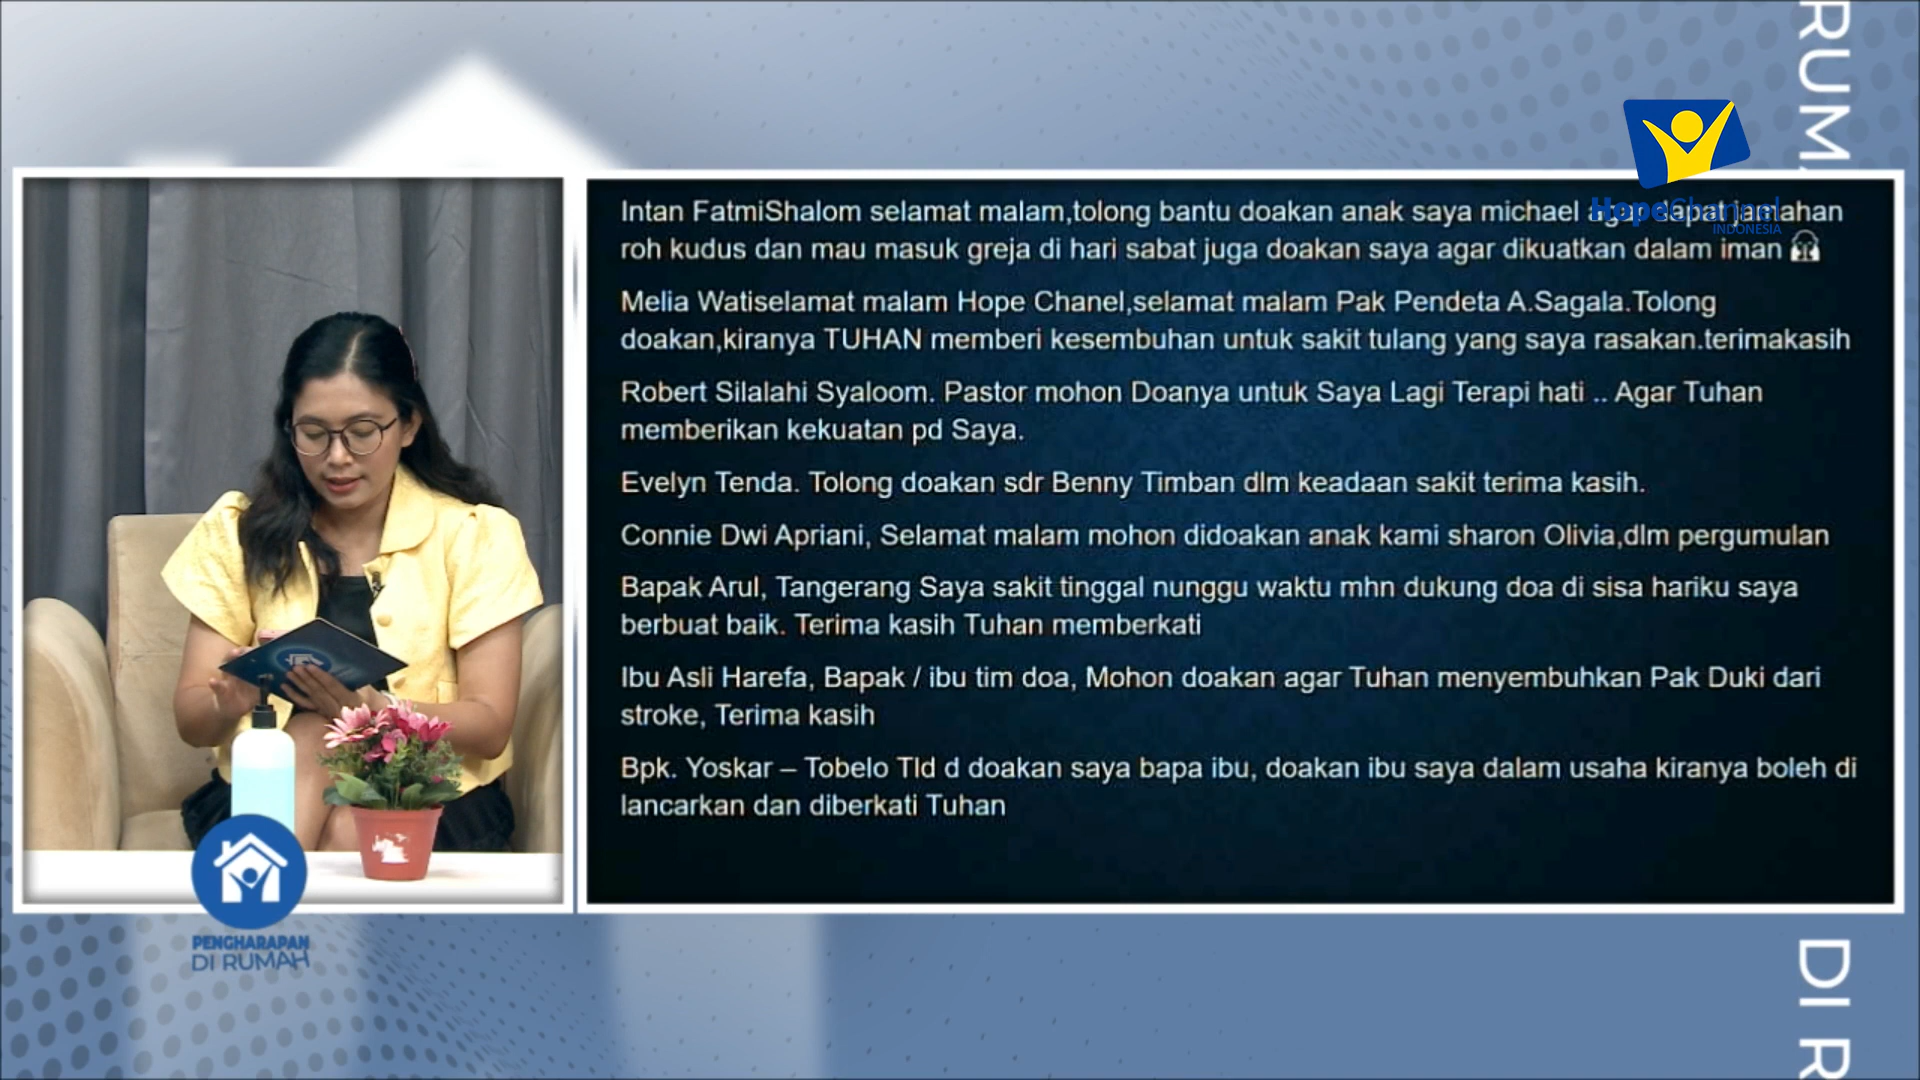 RUM
HopeChannel
INDONESIA
Intan FatmiShalom selamat malam,tolong bantu doakan anak saya michael agar dapat jamahan
roh kudus dan mau masuk greja di hari sabat juga doakan saya agar dikuatkan dalam iman
Melia Watiselamat malam Hope Chanel,selamat malam Pak Pendeta A.Sagala.Tolong
doakan,kiranya TUHAN memberi kesembuhan untuk sakit tulang yang saya rasakan.terimakasih
Robert Silalahi Syaloom. Pastor mohon Doanya untuk Saya Lagi Terapi hati .. Agar Tuhan
memberikan kekuatan pd Saya.
Evelyn Tenda. Tolong doakan sdr Benny Timban dlm keadaan sakit terima kasih.
Connie Dwi Apriani, Selamat malam mohon didoakan anak kami sharon Olivia,dlm pergumulan
Bapak Arul, Tangerang Saya sakit tinggal nunggu waktu mhn dukung doa di sisa hariku saya
berbuat baik. Terima kasih Tuhan memberkati
Ibu Asli Harefa, Bapak / ibu tim doa, Mohon doakan agar Tuhan menyembuhkan Pak Duki dari
stroke, Terima kasih
Bpk. Yoskar – Tobelo Tld d doakan saya bapa ibu, doakan ibu saya dalam usaha kiranya boleh di
lancarkan dan diberkati Tuhan
PENGHARAPAN
DI RUMAH
DI R